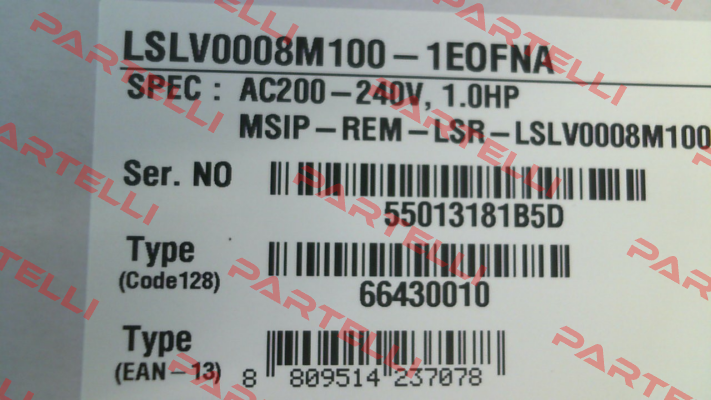 LSLV0008M100-1EOFNA
SPEC : AC200-240V, 1.0HP
MSIP-REM-LSR-LSLV0008M100
Ser. NO
55013181B5D
Type
(Code128)
66430010
Type
(EAN-13)
8 809514 237078
PARTELLI
PARTELLI
PARTELLI
PARTELLI
PARTELLI
PARTELLI
PARTELLI
PARTELLI